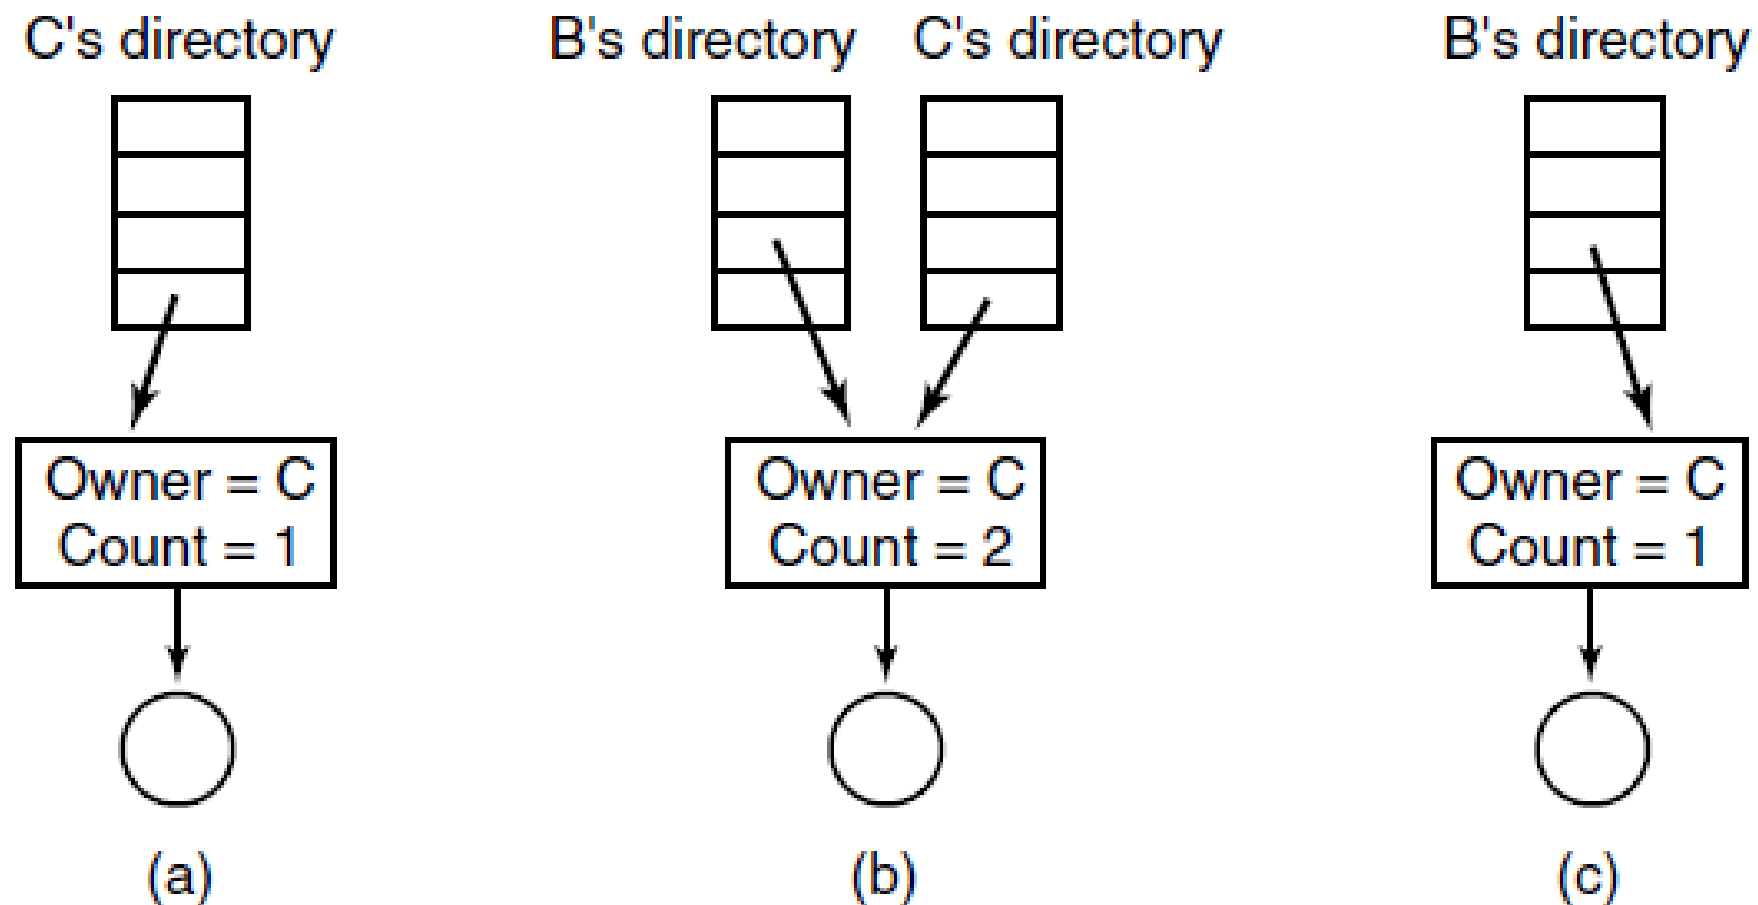 C's directory
B's directory C's directory
B's directory
Owner = C
Count = 1
Owner = C
Count = 2
Owner = C
Count = 1
(a)
(b)
(c)